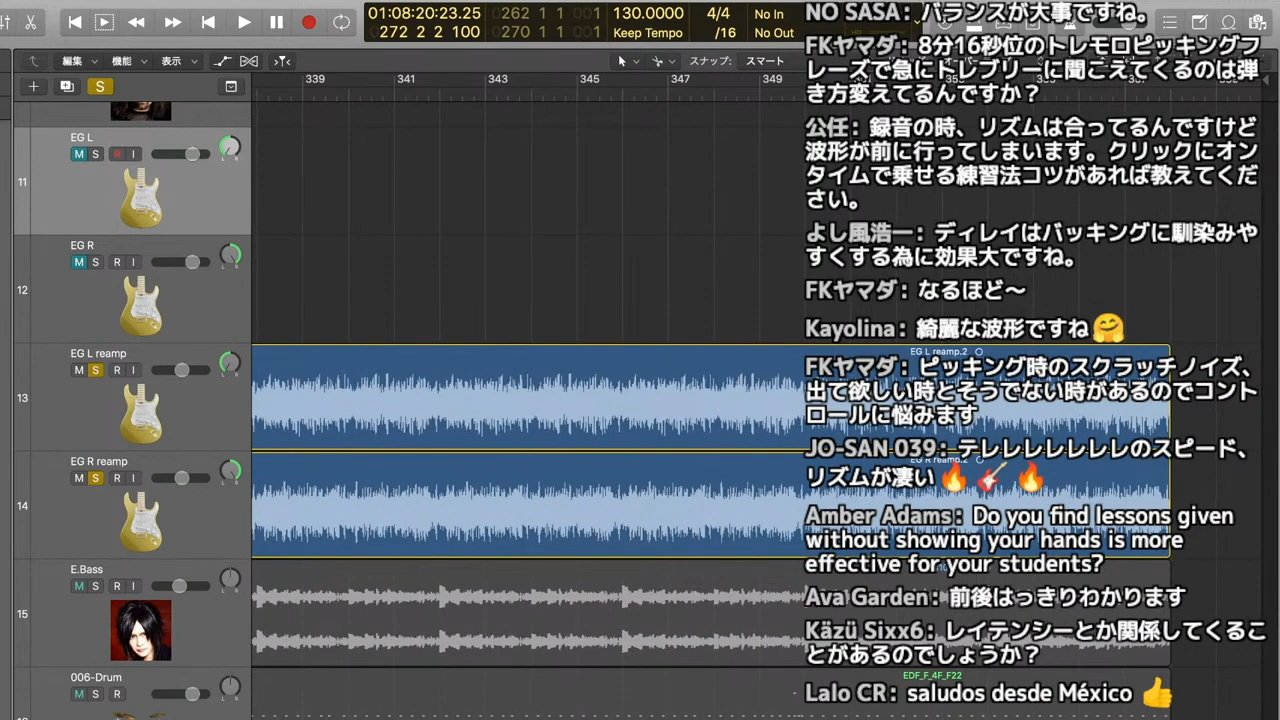 01:08:20:23.25
0262 1 1 001
130.0000
4/4
No In
0272 2 2 100
0270 1 1 001
Keep Tempo
/16
No Out
編集
機能
表示
スナップ:
スマート
S
339
341
343
345
347
349
EG L
M S R I
11
EG R
M S R I
12
EG L reamp
M S R I
13
EG L reamp.2
EG R reamp
M S R I
14
EG R reamp.2
E.Bass
M S R I
15
006-Drum
M S R
EDF_F_4F_F22
NO SASA: バランスが大事ですね。
FKヤマダ: 8分16秒位のトレモロピッキングフ
レーズで急にトレブリーに聞こえてくるのは弾
き方変えてるんですか？
公任: 録音の時、リズムは合ってるんですけど
波形が前に行ってしまいます。クリックにオン
タイムで乗せる練習法コツがあれば教えてくだ
さい。
よし風浩一: ディレイはバッキングに馴染みや
すくする為に効果大ですね。
FKヤマダ: なるほど〜
Kayolina: 綺麗な波形ですね🤗
FKヤマダ: ピッキング時のスクラッチノイズ、
出て欲しい時とそうでない時があるのでコント
ロールに悩みます
JO-SAN 039: テレレレレレレレのスピード、
リズムが凄い🔥🎸🔥
Amber Adams: Do you find lessons given
without showing your hands is more
effective for your students?
Ava Garden: 前後はっきりわかります
Käzü Sixx6: レイテンシーとか関係してくるこ
とがあるのでしょうか？
Lalo CR: saludos desde México 👍